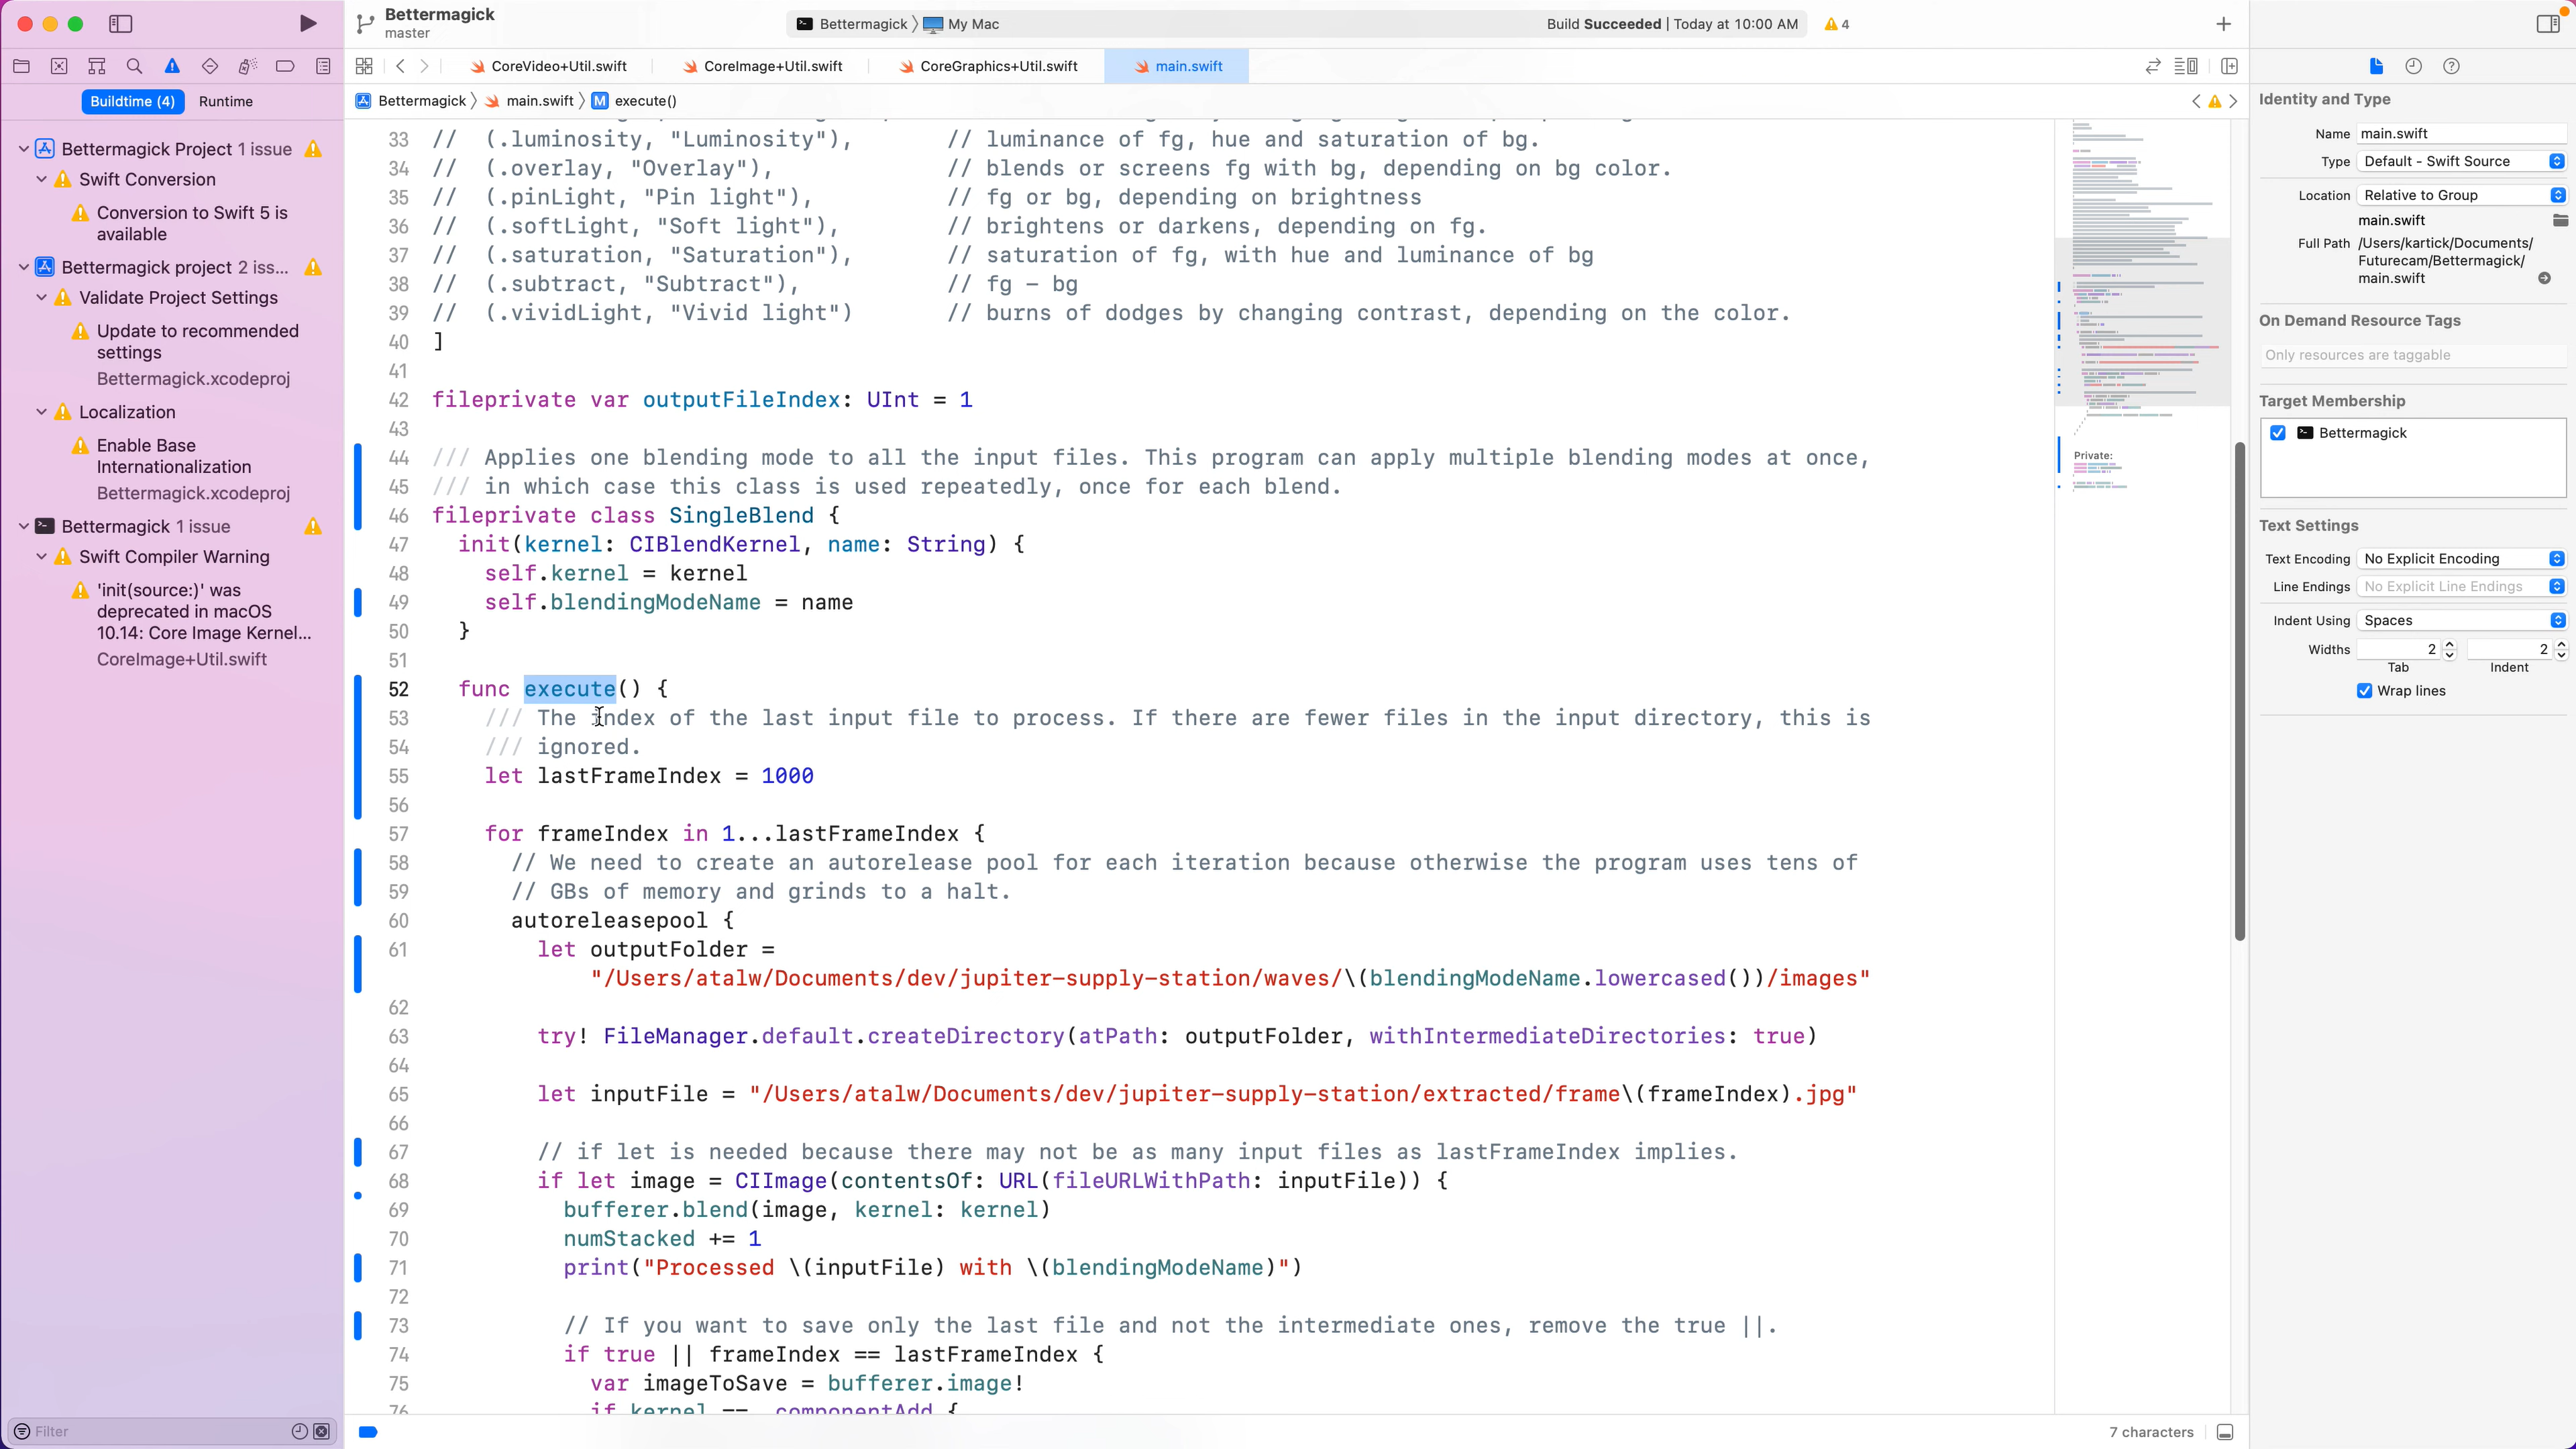 Bettermagick
master
Bettermagick
My Mac
Build Succeeded | Today at 10:00 AM
4
CoreVideo+Util.swift
CoreImage+Util.swift
CoreGraphics+Util.swift
main.swift
Buildtime (4)
Runtime
Bettermagick
main.swift
M execute()
Bettermagick Project 1 issue
Swift Conversion
Conversion to Swift 5 is
available
Bettermagick project 2 iss...
Validate Project Settings
Update to recommended
settings
Bettermagick.xcodeproj
Localization
Enable Base
Internationalization
Bettermagick.xcodeproj
Bettermagick 1 issue
Swift Compiler Warning
'init(source:)' was
deprecated in macOS
10.14: Core Image Kernel...
CoreImage+Util.swift
Filter
33 //  (.luminosity, "Luminosity"),       // luminance of fg, hue and saturation of bg.
34 //  (.overlay, "Overlay"),             // blends or screens fg with bg, depending on bg color.
35 //  (.pinLight, "Pin light"),          // fg or bg, depending on brightness
36 //  (.softLight, "Soft light"),        // brightens or darkens, depending on fg.
37 //  (.saturation, "Saturation"),       // saturation of fg, with hue and luminance of bg
38 //  (.subtract, "Subtract"),           // fg − bg
39 //  (.vividLight, "Vivid light")       // burns of dodges by changing contrast, depending on the color.
40 ]
41
42 fileprivate var outputFileIndex: UInt = 1
43
44 /// Applies one blending mode to all the input files. This program can apply multiple blending modes at once,
45 /// in which case this class is used repeatedly, once for each blend.
46 fileprivate class SingleBlend {
47   init(kernel: CIBlendKernel, name: String) {
48     self.kernel = kernel
49     self.blendingModeName = name
50   }
51
52   func execute() {
53     /// The index of the last input file to process. If there are fewer files in the input directory, this is
54     /// ignored.
55     let lastFrameIndex = 1000
56
57     for frameIndex in 1...lastFrameIndex {
58       // We need to create an autorelease pool for each iteration because otherwise the program uses tens of
59       // GBs of memory and grinds to a halt.
60       autoreleasepool {
61         let outputFolder =
"/Users/atalw/Documents/dev/jupiter-supply-station/waves/\(blendingModeName.lowercased())/images"
62
63         try! FileManager.default.createDirectory(atPath: outputFolder, withIntermediateDirectories: true)
64
65         let inputFile = "/Users/atalw/Documents/dev/jupiter-supply-station/extracted/frame\(frameIndex).jpg"
66
67         // if let is needed because there may not be as many input files as lastFrameIndex implies.
68         if let image = CIImage(contentsOf: URL(fileURLWithPath: inputFile)) {
69           bufferer.blend(image, kernel: kernel)
70           numStacked += 1
71           print("Processed \(inputFile) with \(blendingModeName)")
72
73           // If you want to save only the last file and not the intermediate ones, remove the true ||.
74           if true || frameIndex == lastFrameIndex {
75             var imageToSave = bufferer.image!
76             if kernel == .componentAdd {
Private:
7 characters
Identity and Type
Name main.swift
Type Default - Swift Source
Location Relative to Group
main.swift
Full Path /Users/kartick/Documents/
Futurecam/Bettermagick/
main.swift
On Demand Resource Tags
Only resources are taggable
Target Membership
Bettermagick
Text Settings
Text Encoding No Explicit Encoding
Line Endings No Explicit Line Endings
Indent Using Spaces
Widths 2 2
Tab Indent
Wrap lines